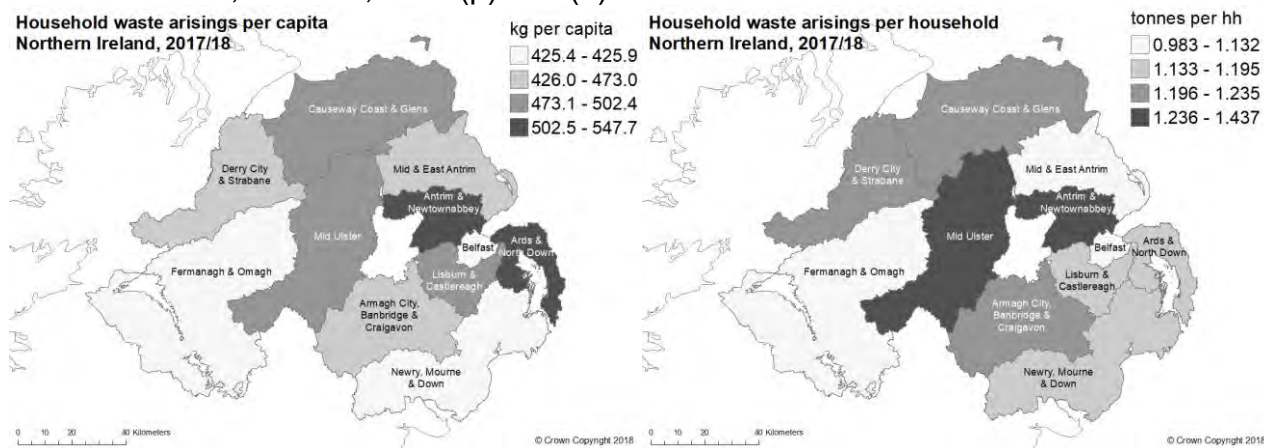 Household waste arisings per capita
Northern Ireland, 2017/18
kg per capita
425.4 - 425.9
426.0 - 473.0
473.1 - 502.4
502.5 - 547.7
Causeway Coast & Glens
Derry City
& Strabane
Mid & East Antrim
Antrim &
Newtownabbey
Mid Ulster
Belfast
Ards &
North Down
Fermanagh & Omagh
Lisburn &
Castlereagh
Armagh City,
Banbridge &
Craigavon
Newry, Mourne
& Down
0 5 10 20 30 40 Kilometers
© Crown Copyright 2018
Household waste arisings per household
Northern Ireland, 2017/18
tonnes per hh
0.983 - 1.132
1.133 - 1.195
1.196 - 1.235
1.236 - 1.437
Causeway Coast & Glens
Derry City
& Strabane
Mid & East Antrim
Antrim &
Newtownabbey
Mid Ulster
Belfast
Ards &
North Down
Fermanagh & Omagh
Lisburn &
Castlereagh
Armagh City,
Banbridge &
Craigavon
Newry, Mourne
& Down
0 5 10 20 30 40 Kilometers
© Crown Copyright 2018